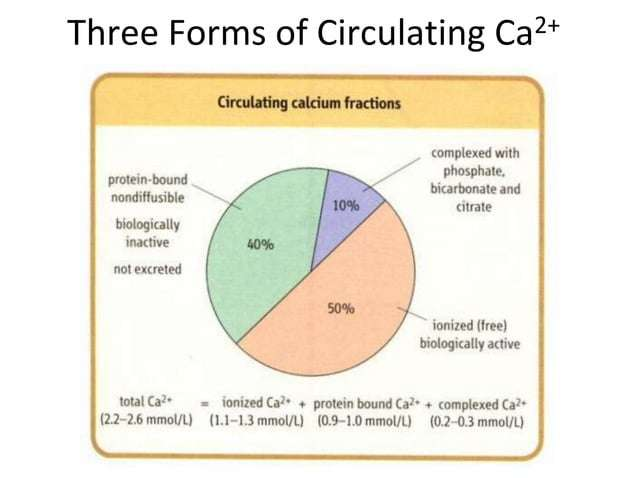 Three Forms of Circulating Ca2+
Circulating calcium fractions
protein-bound
nondiffusible
biologically
inactive
not excreted
complexed with
phosphate,
bicarbonate and
citrate
10%
40%
50%
ionized (free)
biologically active
total Ca2+ = ionized Ca2+ + protein bound Ca2+ + complexed Ca2+
(2.2–2.6 mmol/L) (1.1–1.3 mmol/L) (0.9–1.0 mmol/L) (0.2–0.3 mmol/L)